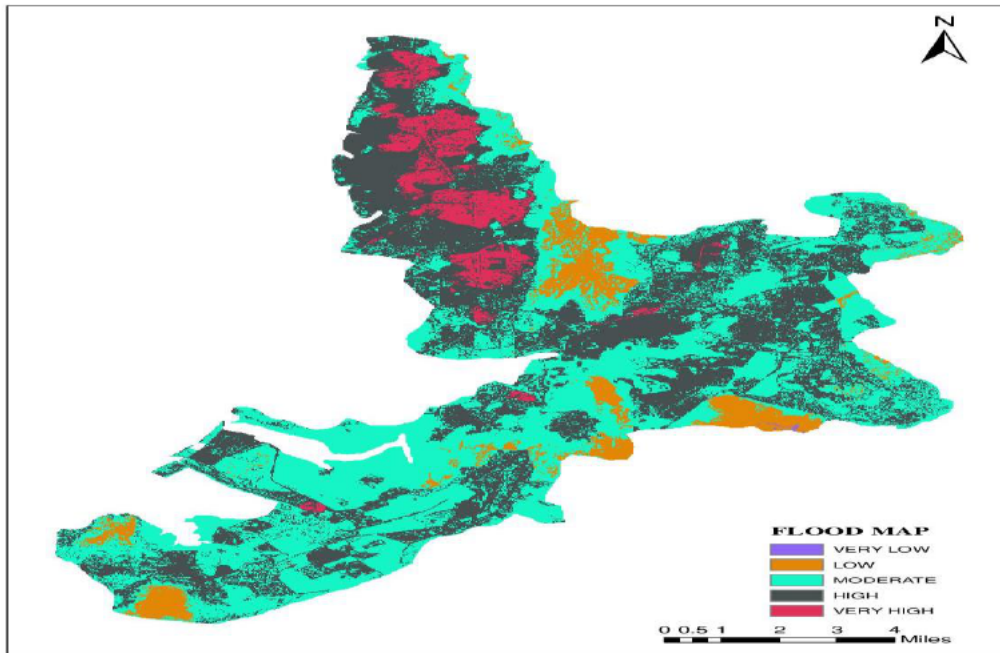 N
FLOOD MAP
VERY LOW
LOW
MODERATE
HIGH
VERY HIGH
0 0.5 1 2 3 4
Miles